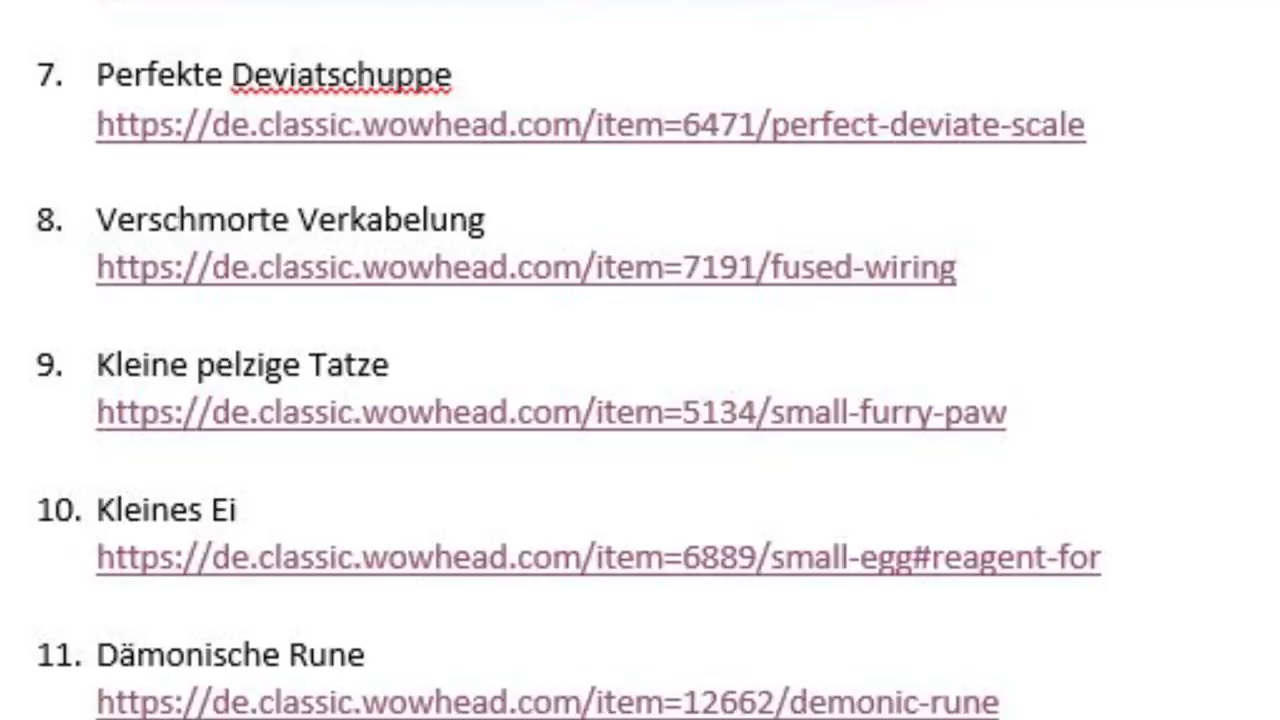 7. Perfekte Deviatschuppe
https://de.classic.wowhead.com/item=6471/perfect-deviate-scale
8. Verschmorte Verkabelung
https://de.classic.wowhead.com/item=7191/fused-wiring
9. Kleine pelzige Tatze
https://de.classic.wowhead.com/item=5134/small-furry-paw
10. Kleines Ei
https://de.classic.wowhead.com/item=6889/small-egg#reagent-for
11. Dämonische Rune
https://de.classic.wowhead.com/item=12662/demonic-rune